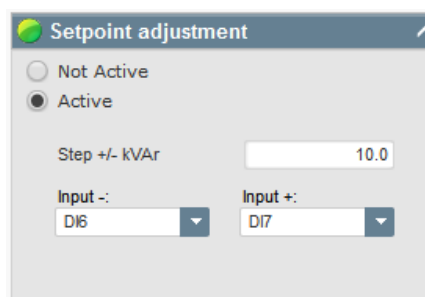 Setpoint adjustment
Not Active
Active
Step +/- kVAr 10.0
Input -: Input +:
DI6 DI7